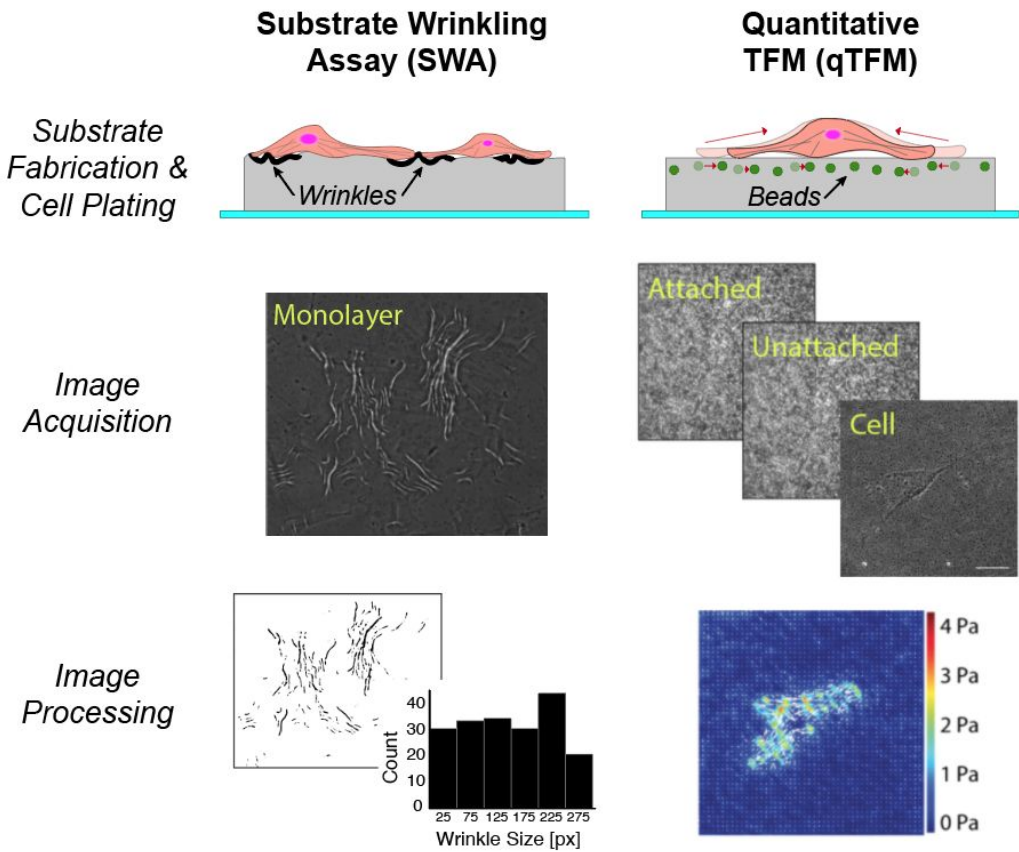 Substrate Wrinkling
Assay (SWA)
Quantitative
TFM (qTFM)
Substrate
Fabrication &
Cell Plating
Wrinkles
Beads
Image
Acquisition
Monolayer
Attached
Unattached
Cell
Image
Processing
Count
40
30
20
10
0
25 75 125 175 225 275
Wrinkle Size [px]
4 Pa
3 Pa
2 Pa
1 Pa
0 Pa